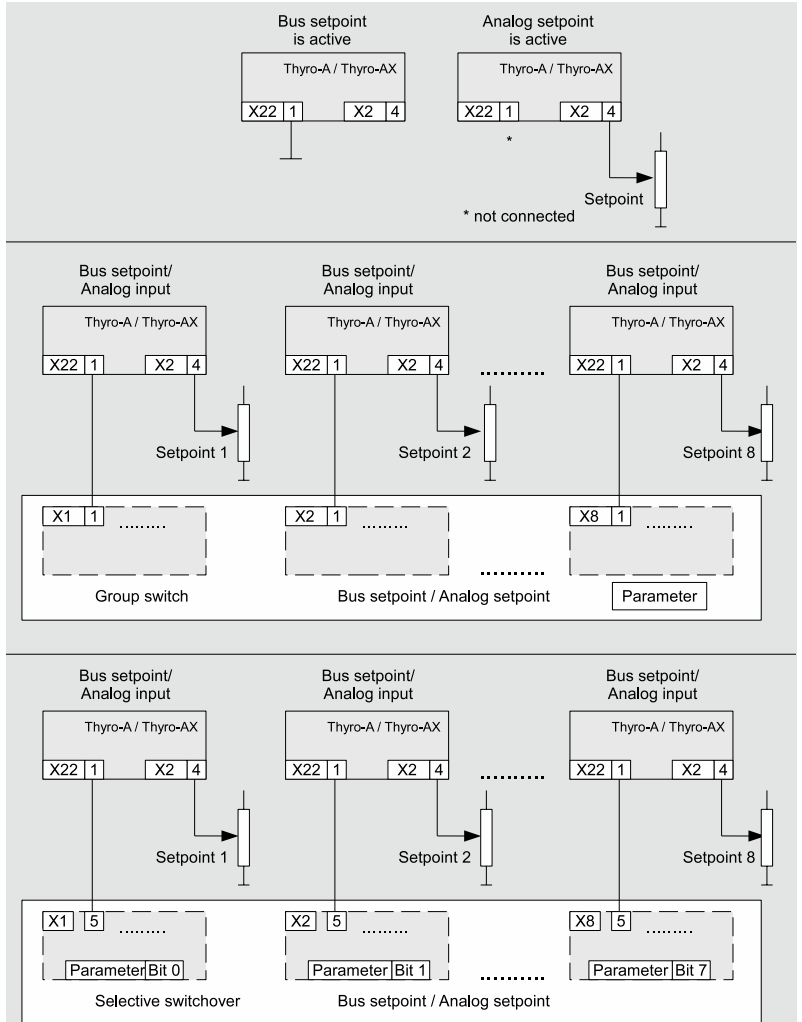 Bus setpoint
is active
Analog setpoint
is active
Thyro-A / Thyro-AX
Thyro-A / Thyro-AX
X22 1 X2 4
X22 1 X2 4
*
Setpoint
* not connected
Bus setpoint/
Analog input
Bus setpoint/
Analog input
Bus setpoint/
Analog input
Thyro-A / Thyro-AX
Thyro-A / Thyro-AX
Thyro-A / Thyro-AX
X22 1 X2 4
X22 1 X2 4
..........
X22 1 X2 4
Setpoint 1
Setpoint 2
Setpoint 8
X1 1 .........
X2 1 .........
X8 1 ........
..........
Group switch
Bus setpoint / Analog setpoint
Parameter
Bus setpoint/
Analog input
Bus setpoint/
Analog input
Bus setpoint/
Analog input
Thyro-A / Thyro-AX
Thyro-A / Thyro-AX
Thyro-A / Thyro-AX
X22 1 X2 4
X22 1 X2 4
..........
X22 1 X2 4
Setpoint 1
Setpoint 2
Setpoint 8
X1 5 .........
X2 5 .........
X8 5 ........
Parameter Bit 0
Parameter Bit 1
..........
Parameter Bit 7
Selective switchover
Bus setpoint / Analog setpoint